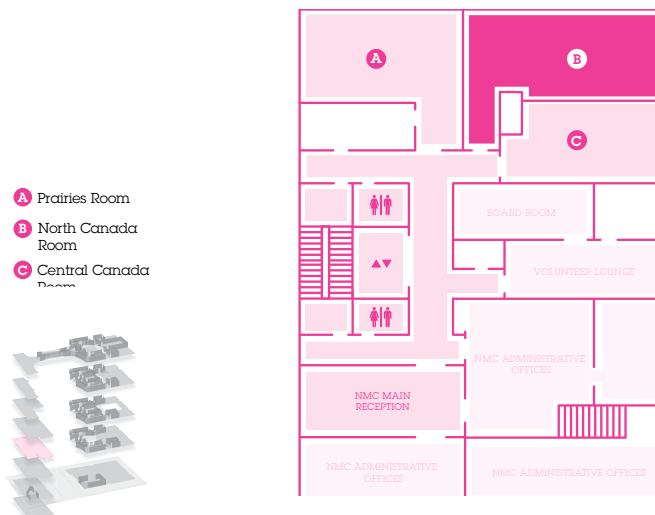 A Prairies Room
B North Canada
Room
C Central Canada
Room
A
B
C
BOARD ROOM
VOLUNTEER LOUNGE
NMC ADMINISTRATIVE
OFFICES
NMC MAIN
RECEPTION
NMC ADMINISTRATIVE
OFFICES
NMC ADMINISTRATIVE OFFICES